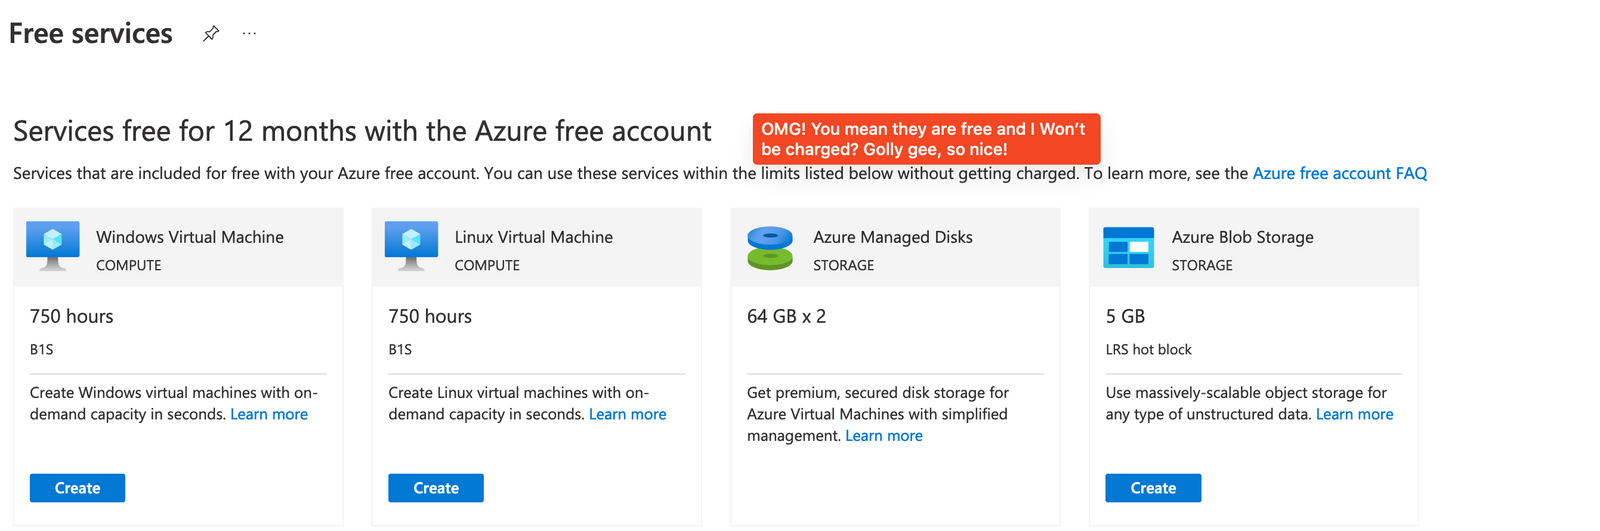 Free services
Services free for 12 months with the Azure free account
OMG! You mean they are free and I Won't
be charged? Golly gee, so nice!
Services that are included for free with your Azure free account. You can use these services within the limits listed below without getting charged. To learn more, see the Azure free account FAQ
Windows Virtual Machine
COMPUTE
750 hours
B1S
Create Windows virtual machines with on-
demand capacity in seconds. Learn more
Create
Linux Virtual Machine
COMPUTE
750 hours
B1S
Create Linux virtual machines with on-
demand capacity in seconds. Learn more
Create
Azure Managed Disks
STORAGE
64 GB x 2
Get premium, secured disk storage for
Azure Virtual Machines with simplified
management. Learn more
Azure Blob Storage
STORAGE
5 GB
LRS hot block
Use massively-scalable object storage for
any type of unstructured data. Learn more
Create